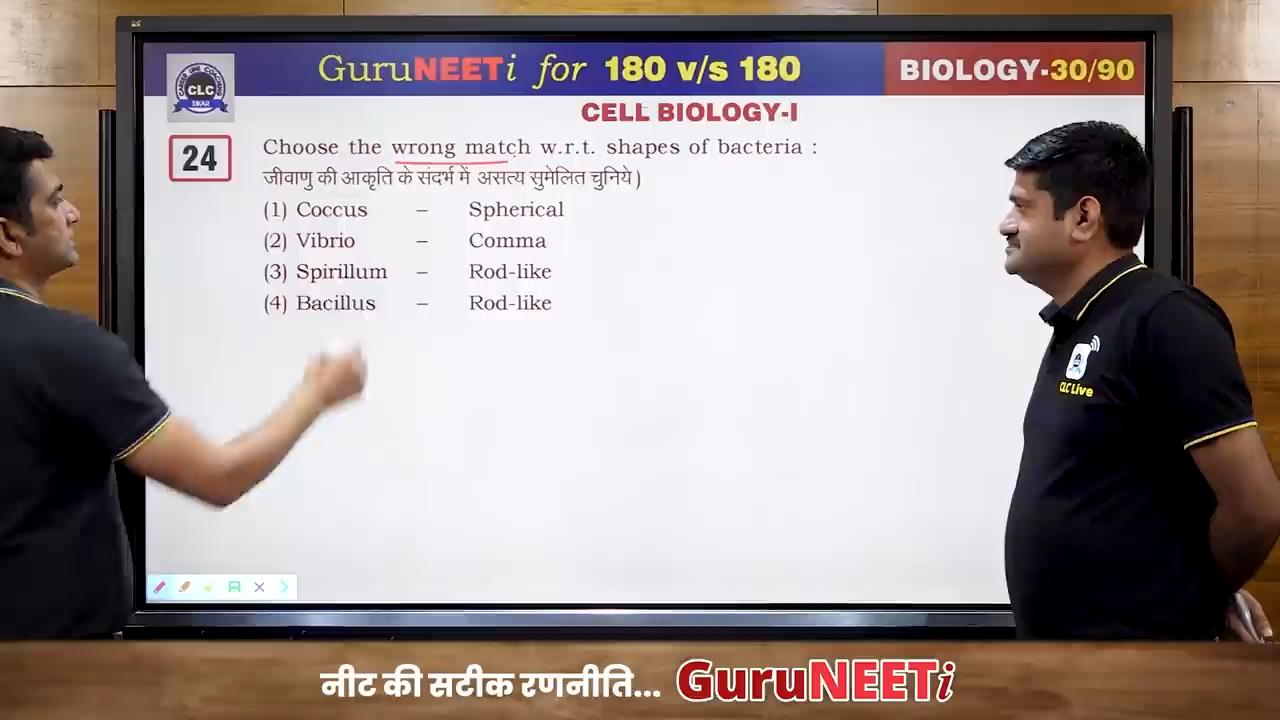 GuruNEETi for 180 v/s 180
BIOLOGY-30/90
CELL BIOLOGY-I
CLC
SIKAR
24
Choose the wrong match w.r.t. shapes of bacteria :
जीवाणु की आकृति के संदर्भ में असत्य सुमेलित चुनिये )
(1) Coccus – Spherical
(2) Vibrio – Comma
(3) Spirillum – Rod-like
(4) Bacillus – Rod-like
CLC Live
नीट की सटीक रणनीति... GuruNEETi